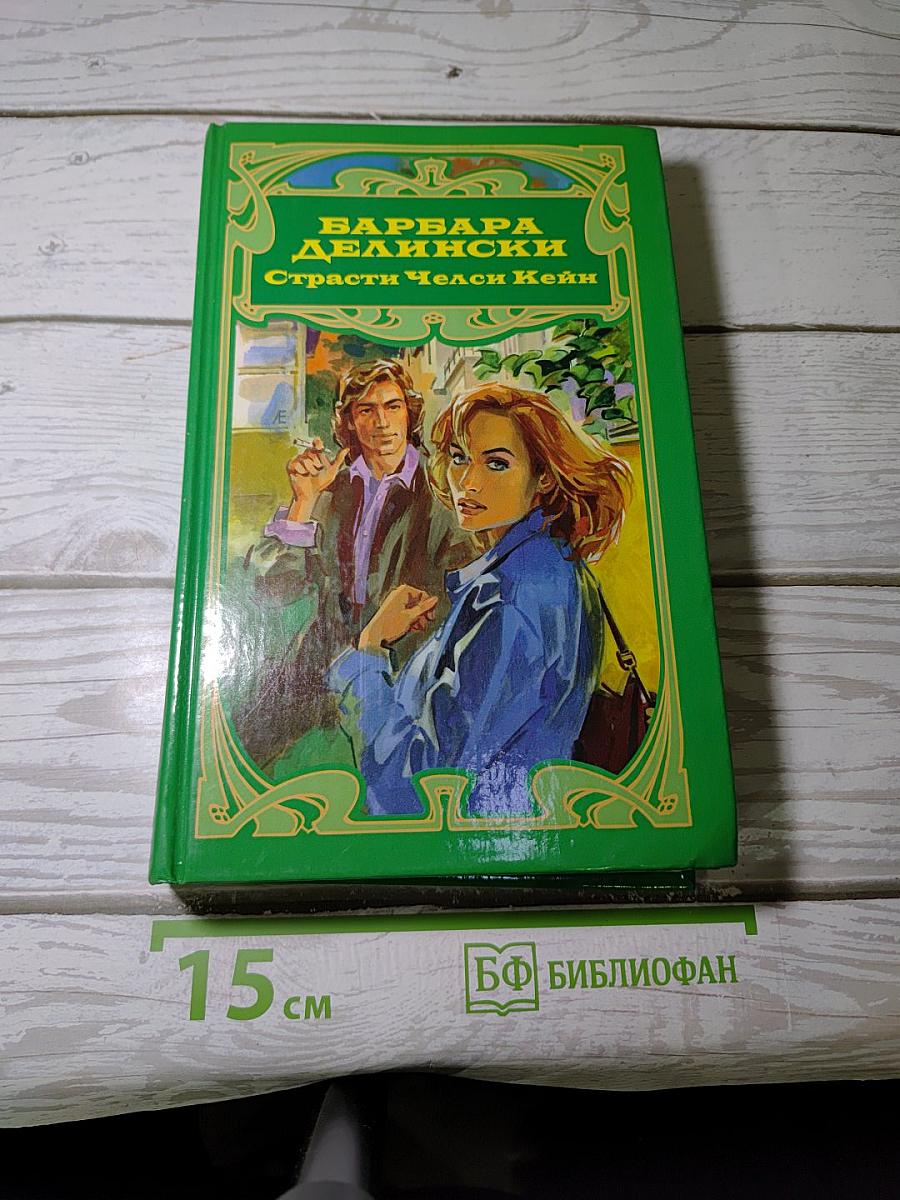 БАРБАРА
ДЕЛИНСКИ
Страсти Челси Кейн
Æ
15 см
БФ БИБЛИОФАН